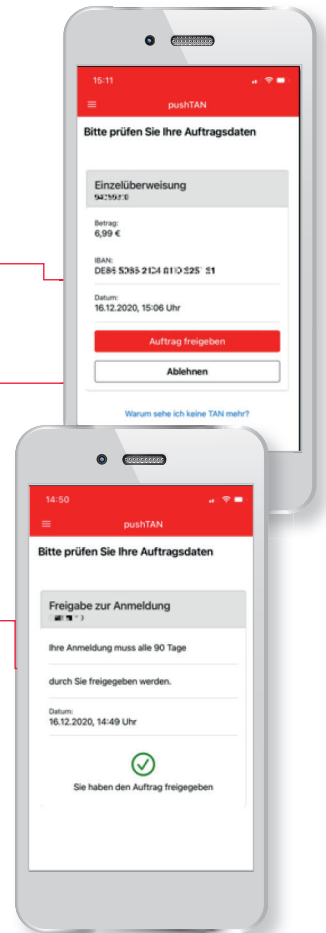 15:11
pushTAN
Bitte prüfen Sie Ihre Auftragsdaten
Einzelüberweisung
Betrag:
6,99 €
IBAN:
Datum:
16.12.2020, 15:06 Uhr
Auftrag freigeben
Ablehnen
Warum sehe ich keine TAN mehr?
14:50
pushTAN
Bitte prüfen Sie Ihre Auftragsdaten
Freigabe zur Anmeldung
Ihre Anmeldung muss alle 90 Tage
durch Sie freigegeben werden.
Datum:
16.12.2020, 14:49 Uhr
Sie haben den Auftrag freigegeben